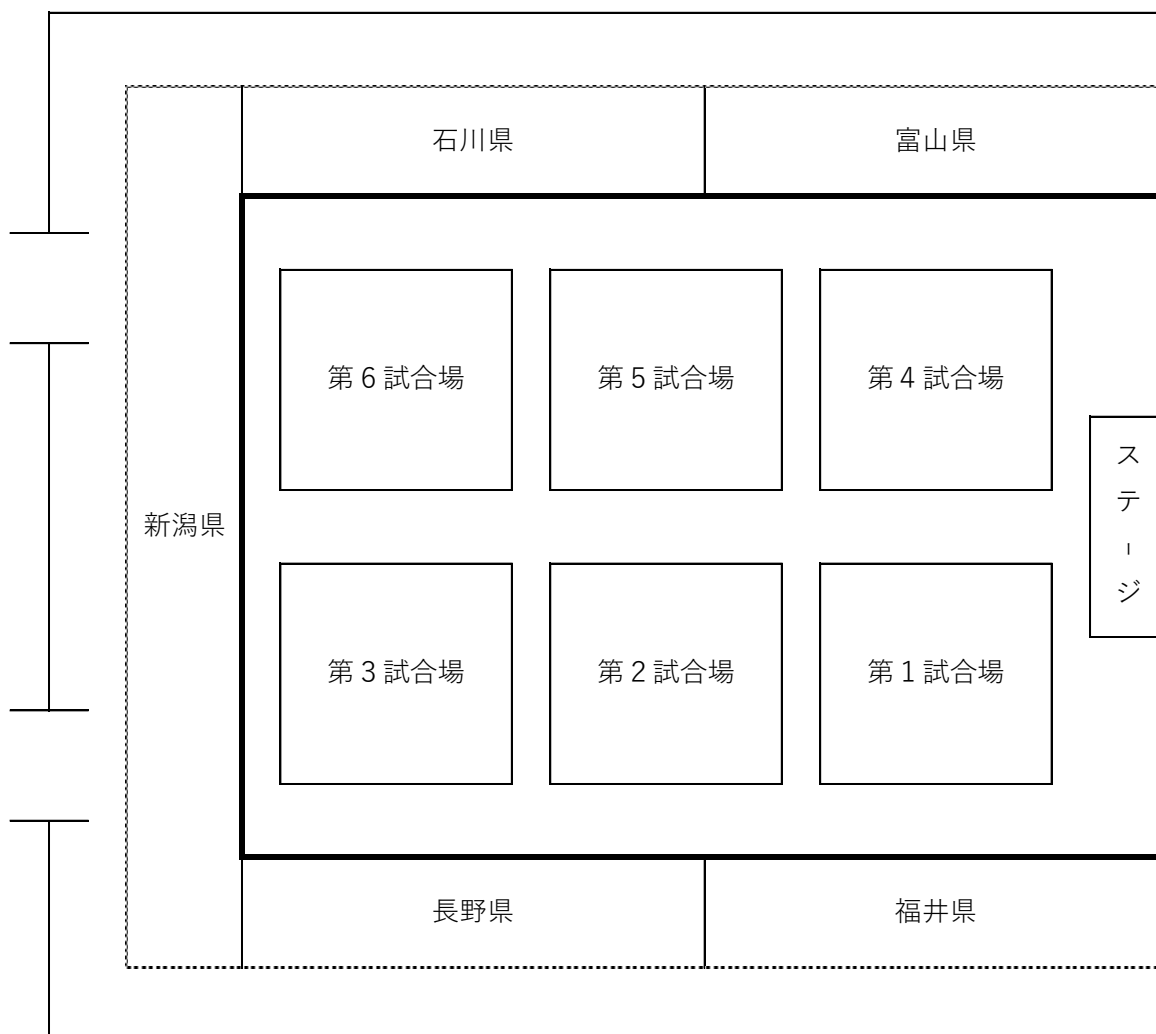 石川県
富山県
第6試合場
第5試合場
第4試合場
ステージ
新潟県
第3試合場
第2試合場
第1試合場
長野県
福井県